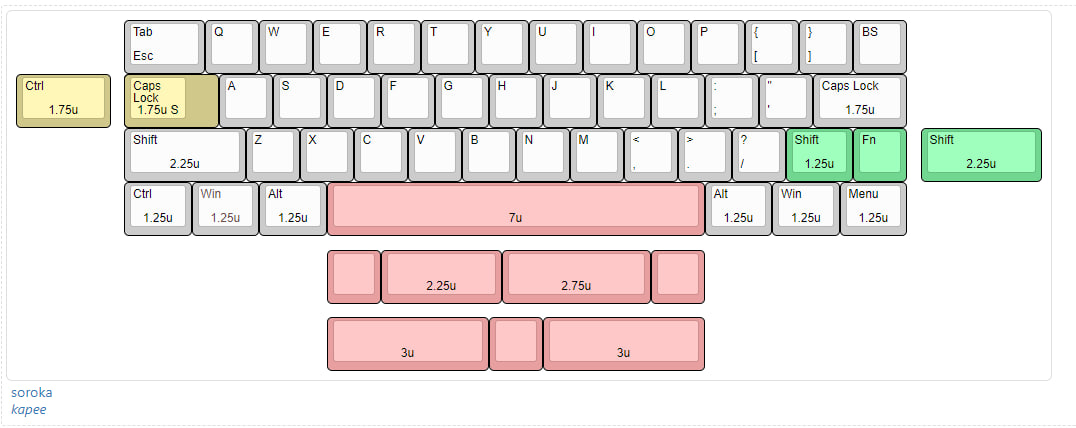 Tab Q W E R T Y U I O P { } BS
Esc [ ]
Ctrl Caps Lock A S D F G H J K L : " Caps Lock
1.75u 1.75u S ; ' 1.75u
Shift Z X C V B N M < > ? Shift Fn Shift
2.25u , . / 1.25u 2.25u
Ctrl Win Alt Alt Win Menu
1.25u 1.25u 1.25u 7u 1.25u 1.25u 1.25u
2.25u 2.75u
3u 3u
soroka
kapee